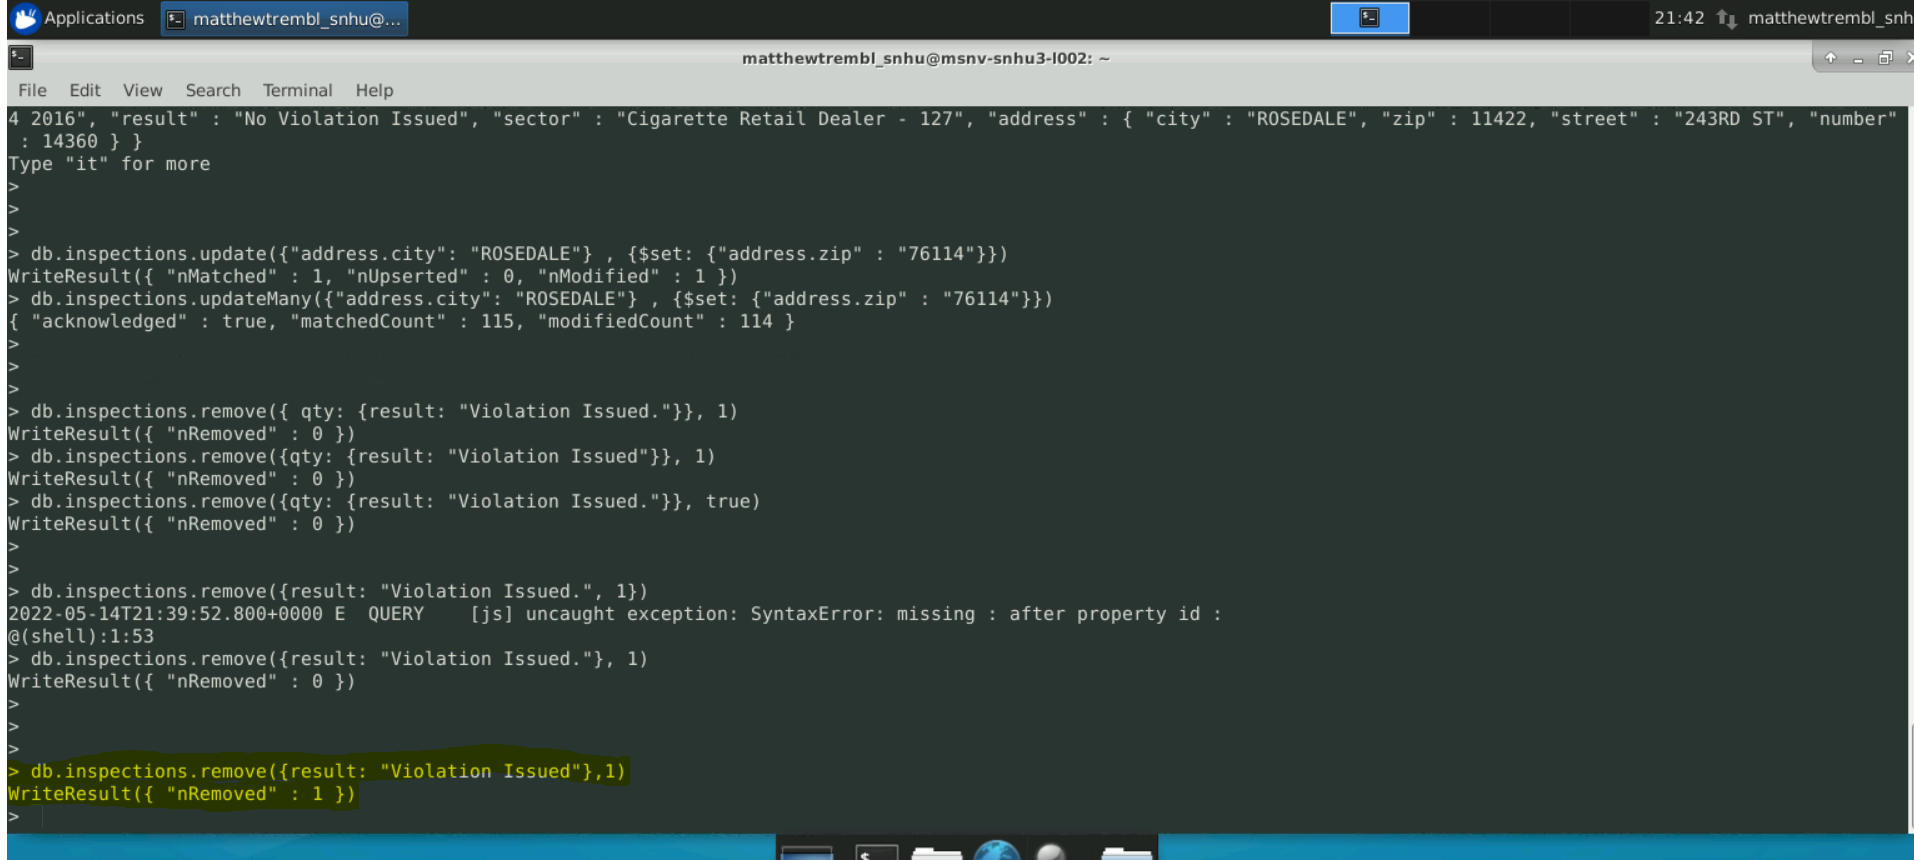 Applications matthewtrembl_snhu@... 21:42 matthewtrembl_snh
matthewtrembl_snhu@msnv-snhu3-l002: ~
File Edit View Search Terminal Help
4 2016", "result" : "No Violation Issued", "sector" : "Cigarette Retail Dealer - 127", "address" : { "city" : "ROSEDALE", "zip" : 11422, "street" : "243RD ST", "number"
 : 14360 } }
Type "it" for more
>
>
>
> db.inspections.update({"address.city": "ROSEDALE"} , {$set: {"address.zip" : "76114"}})
WriteResult({ "nMatched" : 1, "nUpserted" : 0, "nModified" : 1 })
> db.inspections.updateMany({"address.city": "ROSEDALE"} , {$set: {"address.zip" : "76114"}})
{ "acknowledged" : true, "matchedCount" : 115, "modifiedCount" : 114 }
>
>
>
> db.inspections.remove({ qty: {result: "Violation Issued."}}, 1)
WriteResult({ "nRemoved" : 0 })
> db.inspections.remove({qty: {result: "Violation Issued"}}, 1)
WriteResult({ "nRemoved" : 0 })
> db.inspections.remove({qty: {result: "Violation Issued."}}, true)
WriteResult({ "nRemoved" : 0 })
>
>
> db.inspections.remove({result: "Violation Issued.", 1})
2022-05-14T21:39:52.800+0000 E  QUERY    [js] uncaught exception: SyntaxError: missing : after property id :
@(shell):1:53
> db.inspections.remove({result: "Violation Issued."}, 1)
WriteResult({ "nRemoved" : 0 })
>
>
>
> db.inspections.remove({result: "Violation Issued"},1)
WriteResult({ "nRemoved" : 1 })
>